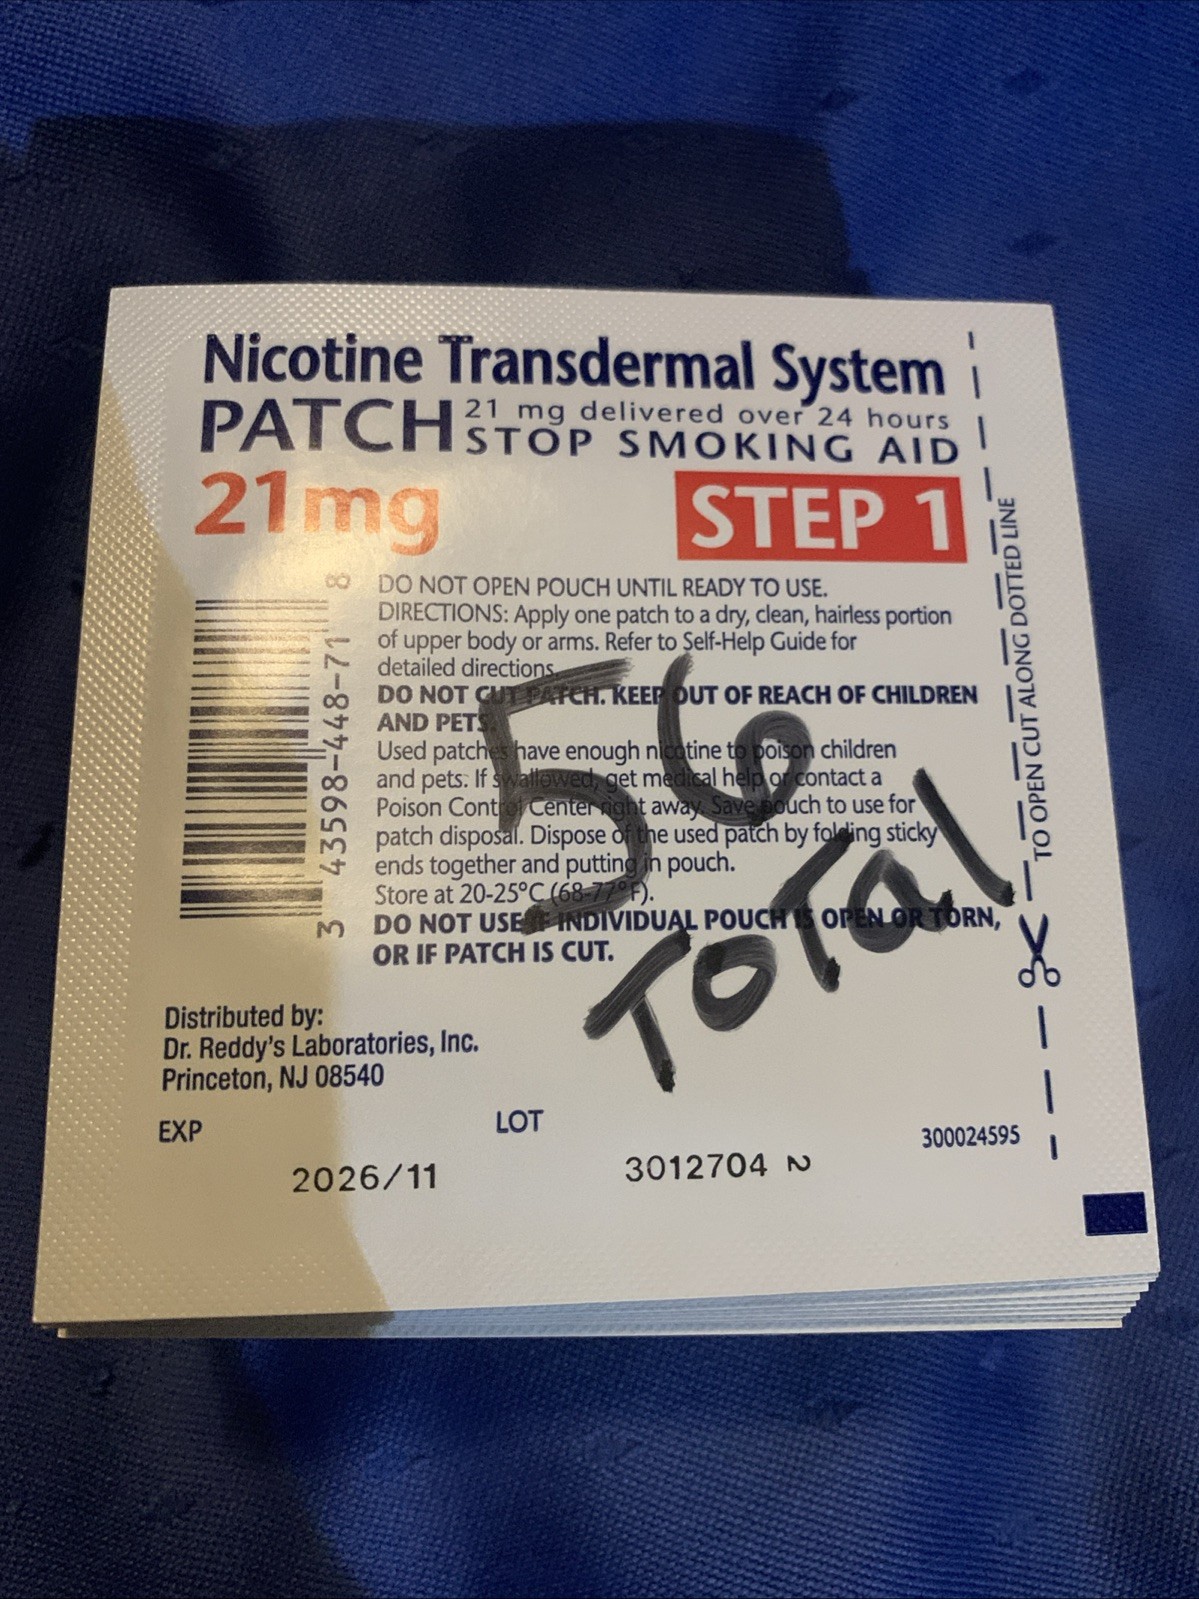 Nicotine Transdermal System
PATCH 21 mg delivered over 24 hours
STOP SMOKING AID
21mg
STEP 1
DO NOT OPEN POUCH UNTIL READY TO USE.
DIRECTIONS: Apply one patch to a dry, clean, hairless portion
of upper body or arms. Refer to Self-Help Guide for
detailed directions.
DO NOT CUT PATCH. KEEP OUT OF REACH OF CHILDREN
AND PETS.
Used patches have enough nicotine to poison children
and pets. If swallowed, get medical help or contact a
Poison Control Center right away. Save pouch to use for
patch disposal. Dispose of the used patch by folding sticky
ends together and putting in pouch.
Store at 20-25°C (68-77°F).
DO NOT USE IF INDIVIDUAL POUCH IS OPEN OR TORN,
OR IF PATCH IS CUT.
3 43598-448-71 8
56
TOTal
TO OPEN CUT ALONG DOTTED LINE
Distributed by:
Dr. Reddy's Laboratories, Inc.
Princeton, NJ 08540
EXP
LOT
300024595
2026/11
3012704 2